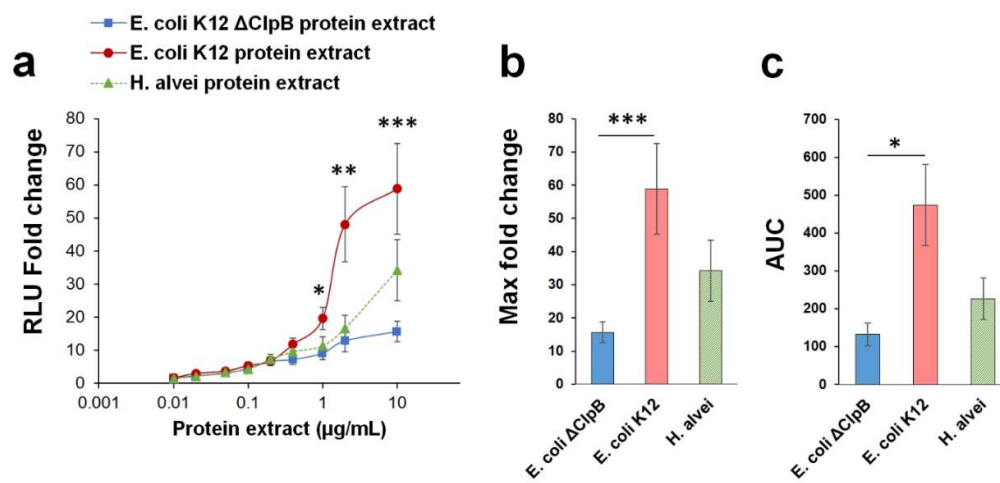 a
E. coli K12 ΔClpB protein extract
E. coli K12 protein extract
H. alvei protein extract
RLU Fold change
80
70
60
50
40
30
20
10
0
*
**
***
0.001
0.01
0.1
1
10
Protein extract (µg/mL)
b
Max fold change
80
70
60
50
40
30
20
10
0
***
E. coli ΔClpB
E. coli K12
H. alvei
c
AUC
700
600
500
400
300
200
100
0
*
E. coli ΔClpB
E. coli K12
H. alvei